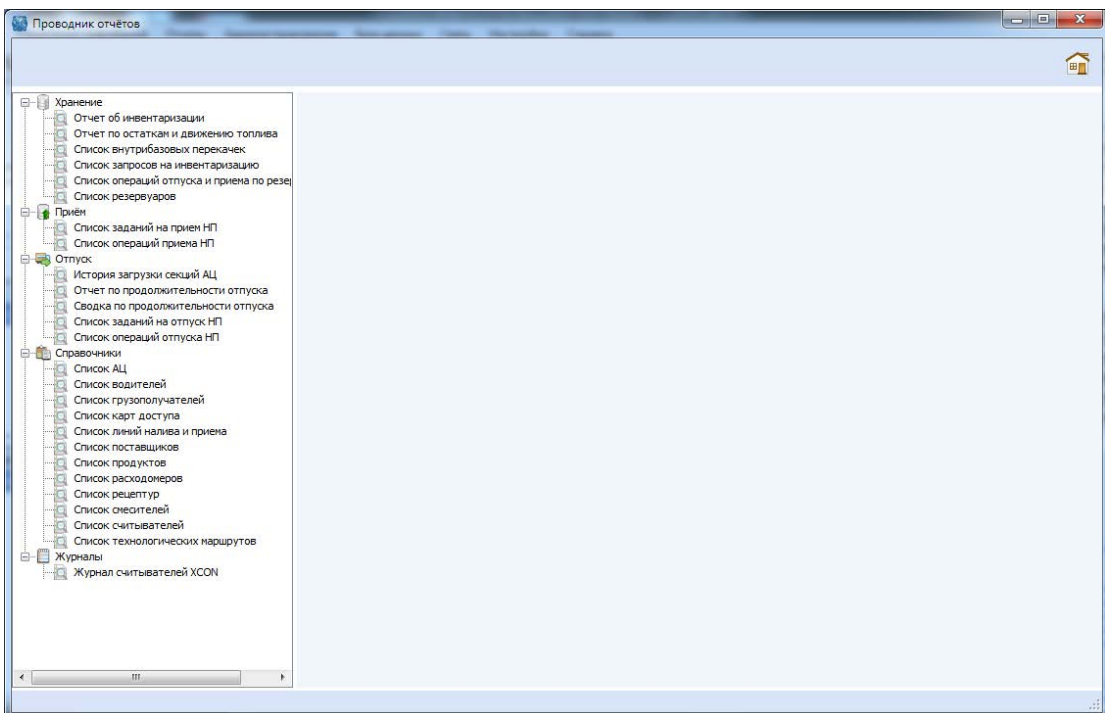 Проводник отчётов
Хранение
Отчет об инвентаризации
Отчет по остаткам и движению топлива
Список внутрибазовых перекачек
Список запросов на инвентаризацию
Список операций отпуска и приема по резер
Список резервуаров
Приём
Список заданий на прием НП
Список операций приема НП
Отпуск
История загрузки секций АЦ
Отчет по продолжительности отпуска
Сводка по продолжительности отпуска
Список заданий на отпуск НП
Список операций отпуска НП
Справочники
Список АЦ
Список водителей
Список грузополучателей
Список карт доступа
Список линий налива и приема
Список поставщиков
Список продуктов
Список расходомеров
Список рецептур
Список смесителей
Список считывателей
Список технологических маршрутов
Журналы
Журнал считывателей XCON